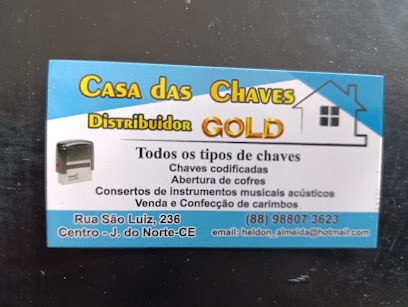 Casa das Chaves
Distribuidor GOLD
Todos os tipos de chaves
Chaves codificadas
Abertura de cofres
Consertos de instrumentos musicais acústicos
Venda e Confecção de carimbos
Rua São Luiz, 236
Centro - J. do Norte-CE
(88) 98807.3623
email: heldon_almeida@hotmail.com